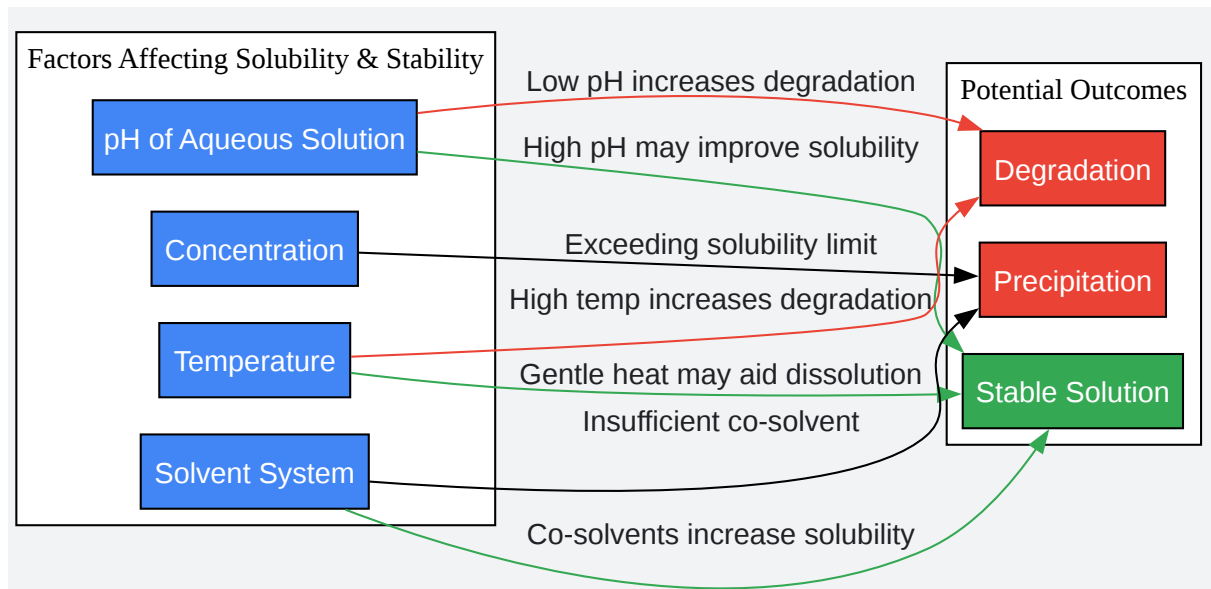 Factors Affecting Solubility & Stability
pH of Aqueous Solution
Concentration
Temperature
Solvent System
Low pH increases degradation
High pH may improve solubility
Exceeding solubility limit
High temp increases degradation
Gentle heat may aid dissolution
Insufficient co-solvent
Co-solvents increase solubility
Potential Outcomes
Degradation
Precipitation
Stable Solution